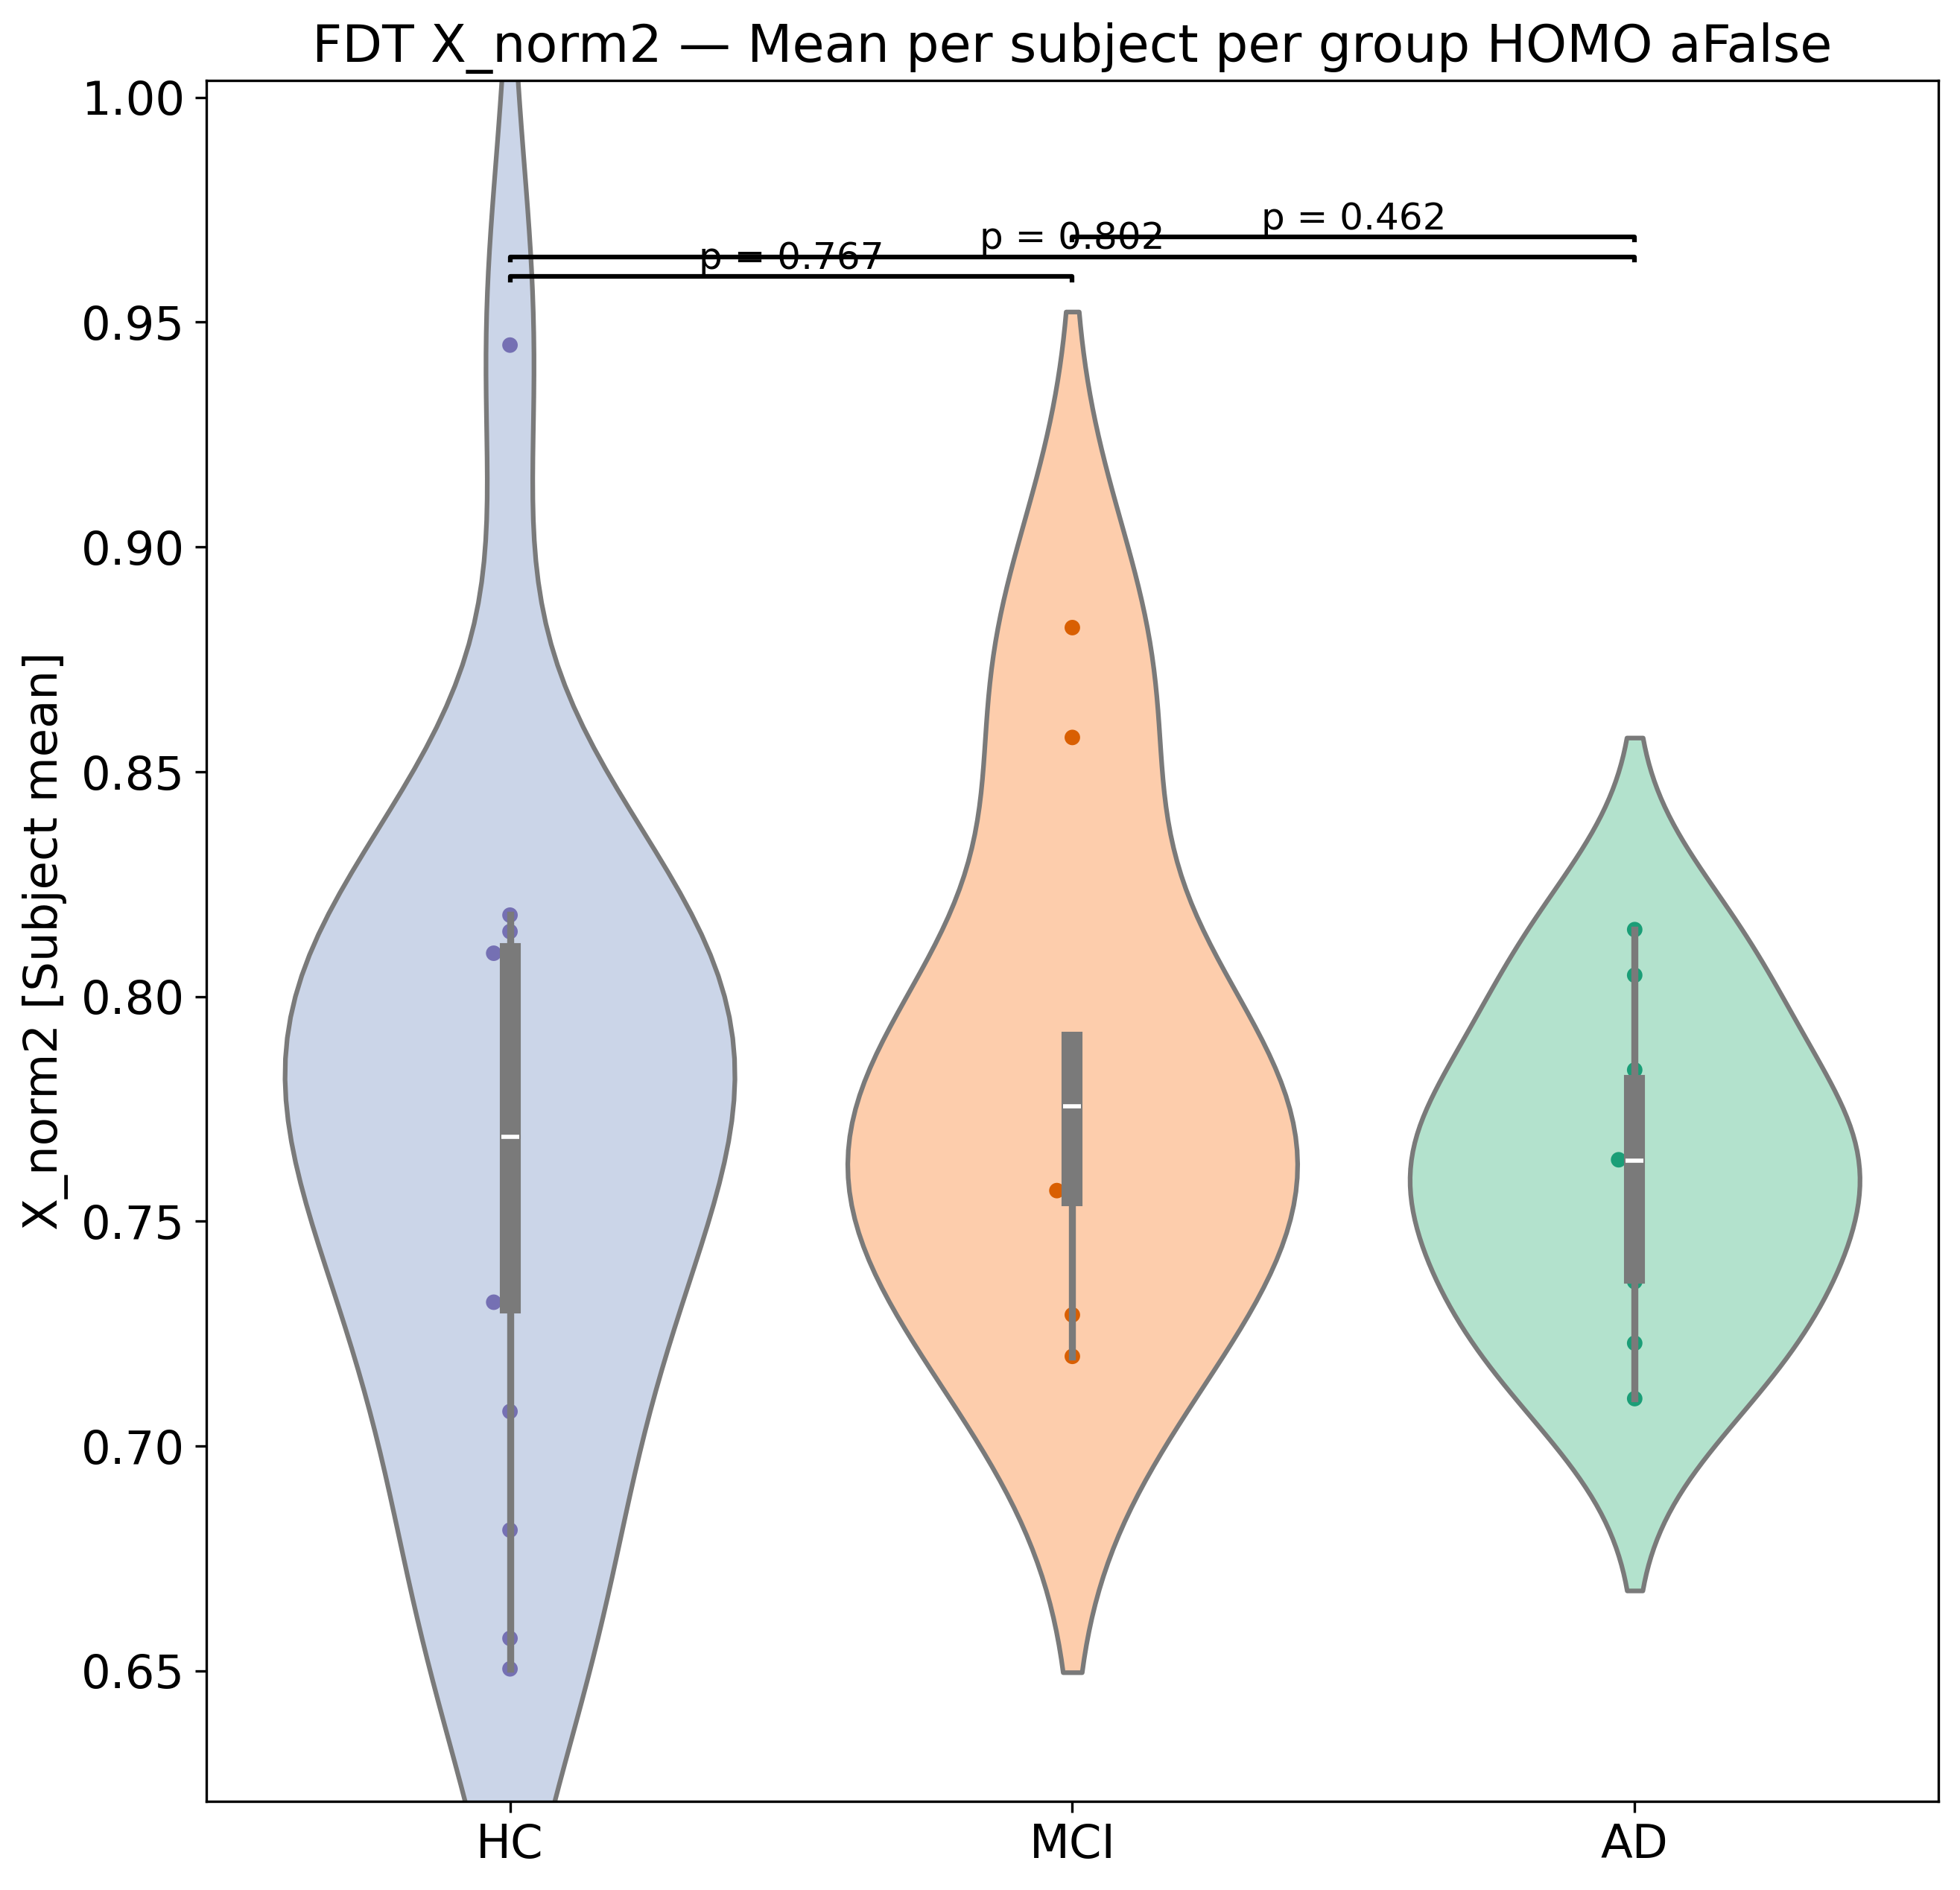 FDT X_norm2 — Mean per subject per group HOMO aFalse
1.00
p = 0.462
p = 0.802
p = 0.767
0.95
0.90
0.85
0.80
0.75
0.70
0.65
X_norm2 [Subject mean]
HC
MCI
AD